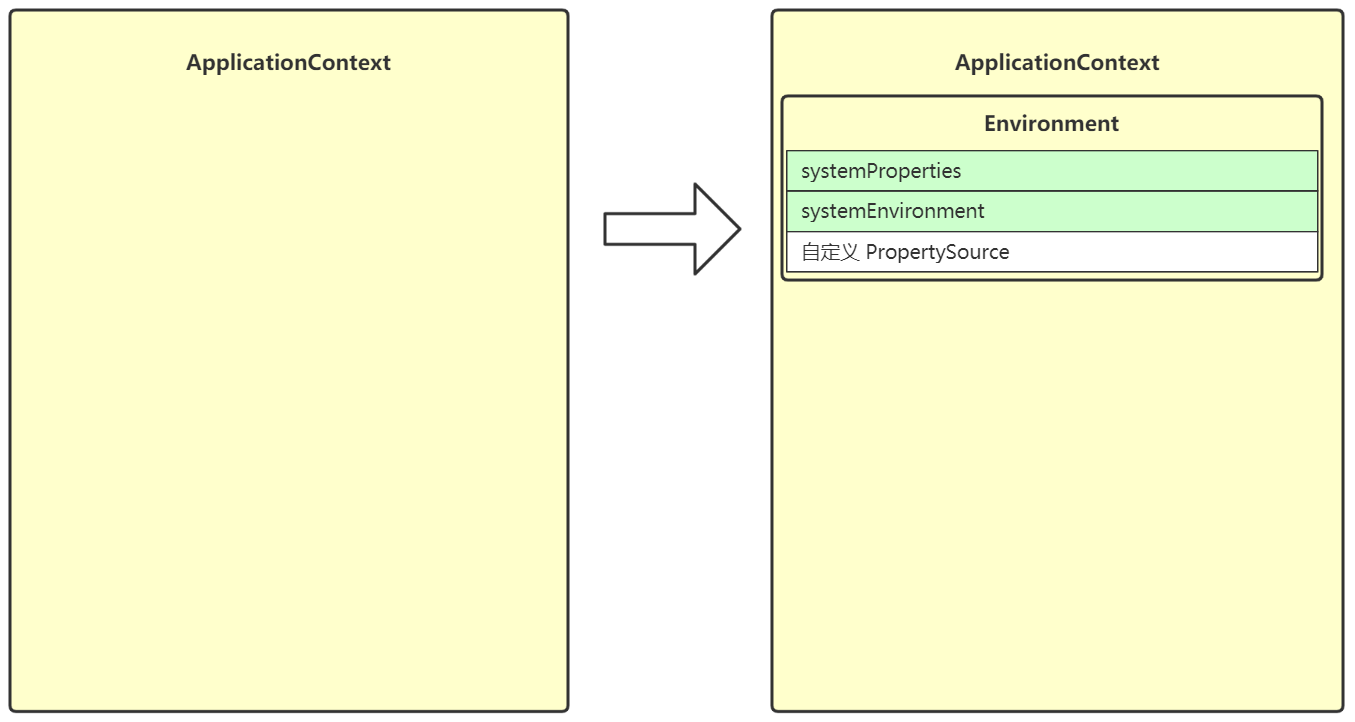 ApplicationContext
ApplicationContext
Environment
systemProperties
systemEnvironment
自定义 PropertySource